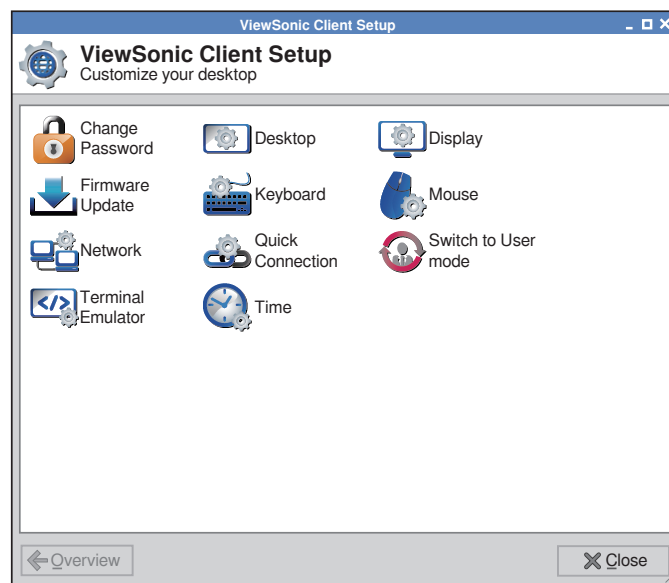 ViewSonic Client Setup
ViewSonic Client Setup
Customize your desktop
Change
Password
Desktop
Display
Firmware
Update
Keyboard
Mouse
Network
Quick
Connection
Switch to User
mode
</>
Terminal
Emulator
Time
Overview
Close